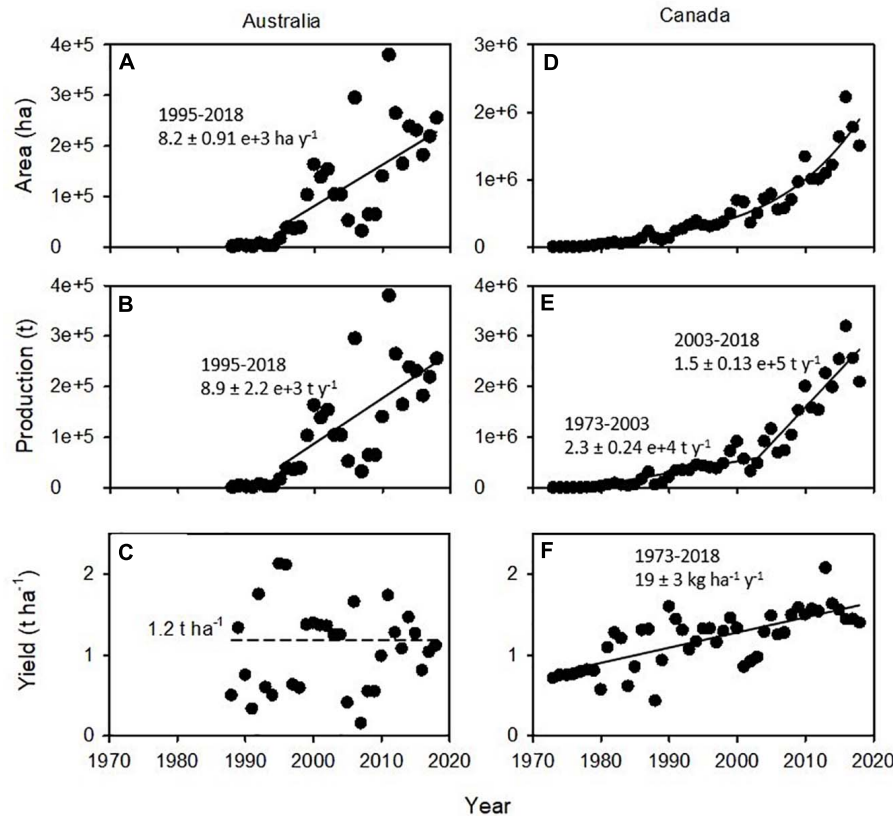 Australia
Canada
A
Area (ha)
4e+5
3e+5
2e+5
1e+5
0
1995-2018
8.2 ± 0.91 e+3 ha y⁻¹
D
3e+6
2e+6
1e+6
0
B
Production (t)
4e+5
3e+5
2e+5
1e+5
0
1995-2018
8.9 ± 2.2 e+3 t y⁻¹
E
4e+6
3e+6
2e+6
1e+6
0
2003-2018
1.5 ± 0.13 e+5 t y⁻¹
1973-2003
2.3 ± 0.24 e+4 t y⁻¹
C
Yield (t ha⁻¹)
2
1
0
1.2 t ha⁻¹
1970 1980 1990 2000 2010 2020
F
2
1
0
1973-2018
19 ± 3 kg ha⁻¹ y⁻¹
1970 1980 1990 2000 2010 2020
Year